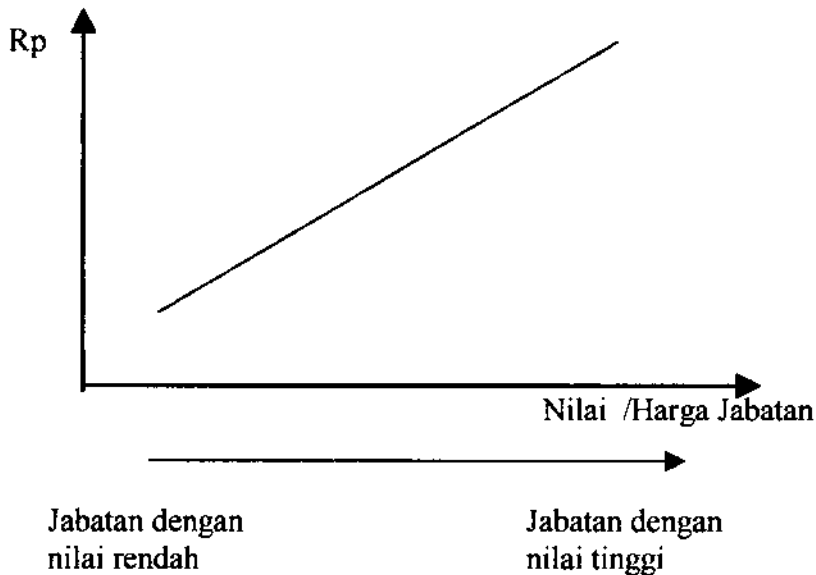 Rp
Nilai /Harga Jabatan
Jabatan dengan
nilai rendah
Jabatan dengan
nilai tinggi